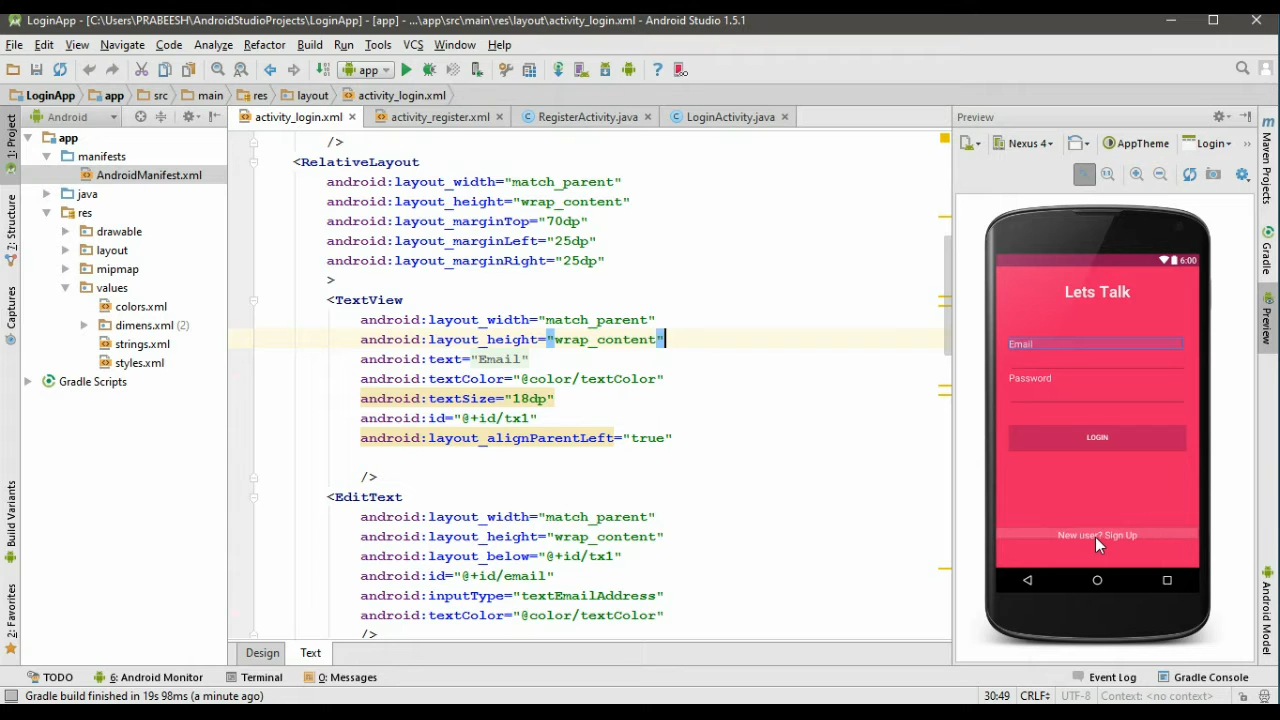 LoginApp - [C:\Users\PRABEESH\AndroidStudioProjects\LoginApp] - [app] - ...\app\src\main\res\layout\activity_login.xml - Android Studio 1.5.1
File Edit View Navigate Code Analyze Refactor Build Run Tools VCS Window Help
app
LoginApp app src main res layout activity_login.xml
1: Project
2: Structure
Captures
Build Variants
2: Favorites
Android
app
manifests
AndroidManifest.xml
java
res
drawable
layout
mipmap
values
colors.xml
dimens.xml (2)
strings.xml
styles.xml
Gradle Scripts
activity_login.xml activity_register.xml RegisterActivity.java LoginActivity.java
/>
<RelativeLayout
android:layout_width="match_parent"
android:layout_height="wrap_content"
android:layout_marginTop="70dp"
android:layout_marginLeft="25dp"
android:layout_marginRight="25dp"
>
<TextView
android:layout_width="match_parent"
android:layout_height="wrap_content"
android:text="Email"
android:textColor="@color/textColor"
android:textSize="18dp"
android:id="@+id/tx1"
android:layout_alignParentLeft="true"
/>
<EditText
android:layout_width="match_parent"
android:layout_height="wrap_content"
android:layout_below="@+id/tx1"
android:id="@+id/email"
android:inputType="textEmailAddress"
android:textColor="@color/textColor"
/>
Design Text
Preview
Nexus 4 AppTheme Login
6:00
Lets Talk
Email
Password
LOGIN
New user? Sign Up
Maven Projects
Gradle
Preview
Android Model
TODO 6: Android Monitor Terminal 0: Messages Event Log Gradle Console
Gradle build finished in 19s 98ms (a minute ago) 30:49 CRLF UTF-8 Context: <no context>